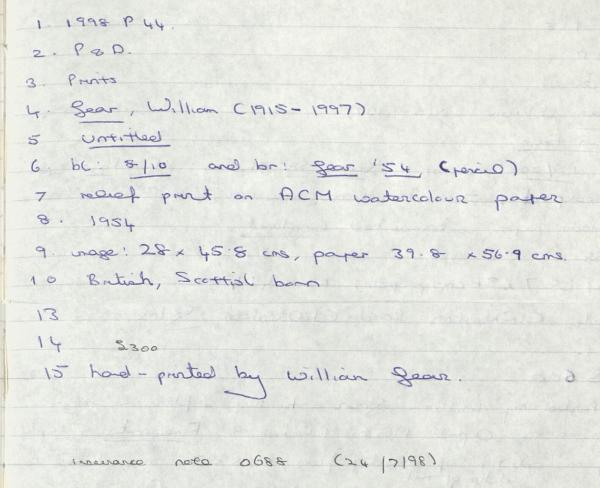 1. 1998 P 44.
2. P & D.
3. Prints
4. Gear, William (1915-1997)
5 Untitled
6 bl: 8/10 and br: Gear '54, (pencil)
7 relief print on ACM watercolour paper
8. 1954
9. image: 28 x 45.8 cms, paper 39.8 x 56.9 cms.
10 British, Scottish born
13
14 £300
15 hand-printed by William Gear.
insurance note 0688 (24/7/98)